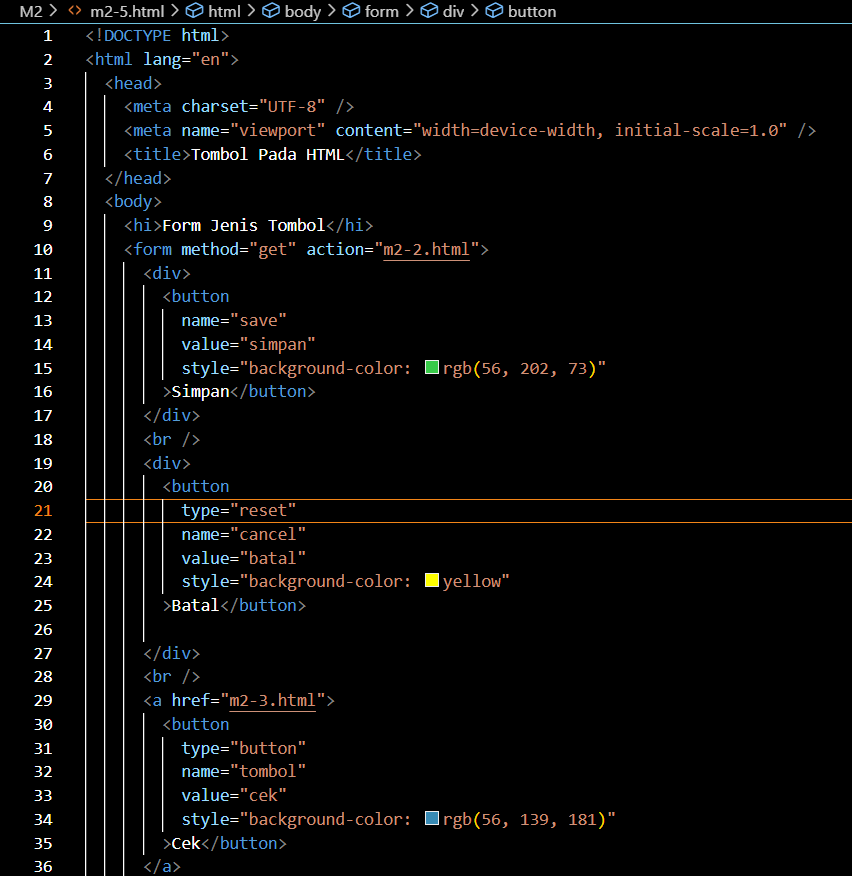 M2 > <> m2-5.html > html > body > form > div > button
1 <!DOCTYPE html>
2 <html lang="en">
3 <head>
4 <meta charset="UTF-8" />
5 <meta name="viewport" content="width=device-width, initial-scale=1.0" />
6 <title>Tombol Pada HTML</title>
7 </head>
8 <body>
9 <hi>Form Jenis Tombol</hi>
10 <form method="get" action="m2-2.html">
11 <div>
12 <button
13 name="save"
14 value="simpan"
15 style="background-color: rgb(56, 202, 73)"
16 >Simpan</button>
17 </div>
18 <br />
19 <div>
20 <button
21 type="reset"
22 name="cancel"
23 value="batal"
24 style="background-color: yellow"
25 >Batal</button>
26
27 </div>
28 <br />
29 <a href="m2-3.html">
30 <button
31 type="button"
32 name="tombol"
33 value="cek"
34 style="background-color: rgb(56, 139, 181)"
35 >Cek</button>
36 </a>